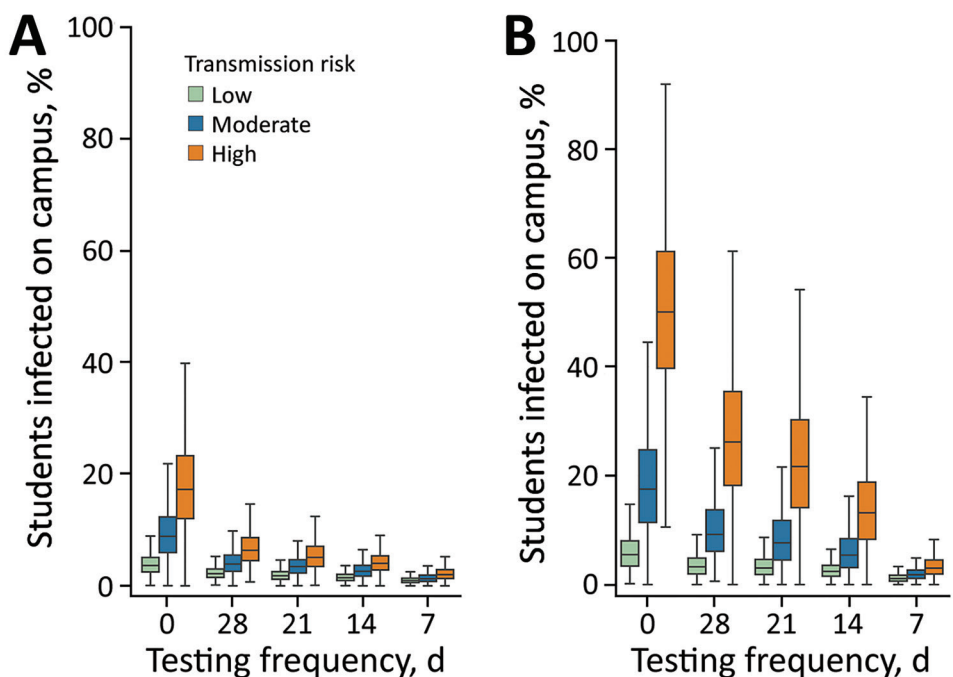 A
Students infected on campus, %
100
80
60
40
20
0
Transmission risk
Low
Moderate
High
0 28 21 14 7
Testing frequency, d
B
Students infected on campus, %
100
80
60
40
20
0
0 28 21 14 7
Testing frequency, d